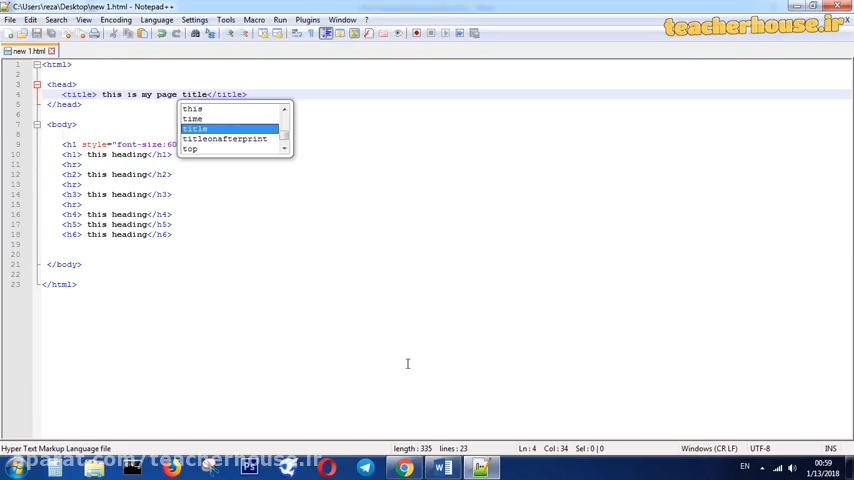 C:\Users\reza\Desktop\new 1.html - Notepad++
File Edit Search View Encoding Language Settings Tools Macro Run Plugins Window ?
teacherhouse.ir
new 1.html
1 <html>
2
3 <head>
4 <title> this is my page title</title>
5 </head>
6
7 <body>
8
9 <h1 style="font-size:60
10 <h1> this heading</h1>
11 <hr>
12 <h2> this heading</h2>
13 <hr>
14 <h3> this heading</h3>
15 <hr>
16 <h4> this heading</h4>
17 <h5> this heading</h5>
18 <h6> this heading</h6>
19
20
21 </body>
22
23 </html>
this
time
title
titleonafterprint
top
Hyper Text Markup Language file length : 335 lines : 23 Ln : 4 Col : 34 Sel : 0 | 0 Windows (CR LF) UTF-8 INS
aparat.com/teacherhouse.ir
EN 00:59
1/13/2018